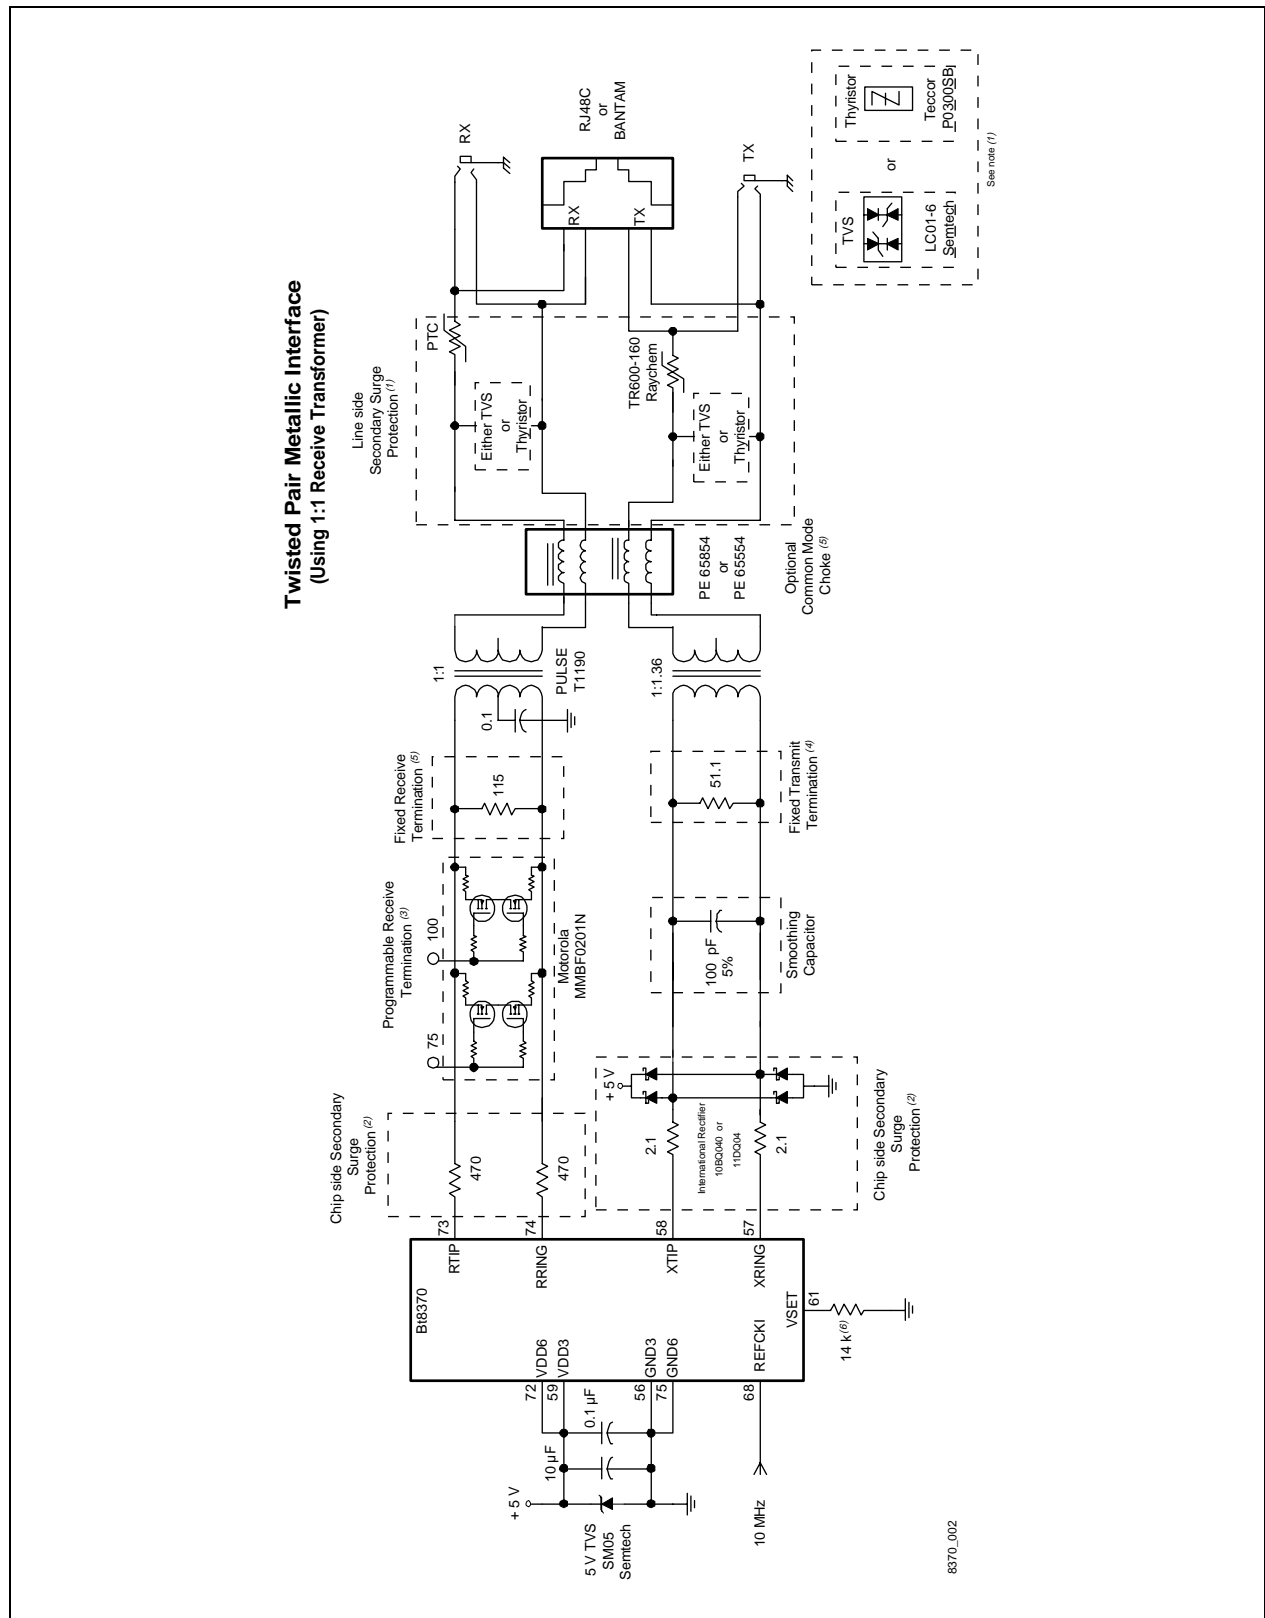 Twisted Pair Metallic Interface
(Using 1:1 Receive Transformer)
Chip side Secondary
Surge
Protection (2)
Programmable Receive
Termination (3)
Fixed Receive
Termination (5)
Line side
Secondary Surge
Protection (1)
Bt8370
RTIP
73
470
RRING
74
470
75
100
Motorola
MMBF0201N
115
0.1
1:1
PULSE
T1190
PTC
Either TVS
or
Thyristor
RX
RJ48C
or
BANTAM
RX
TX
+ 5 V
5 V TVS
SM05
Semtech
10 µF
0.1 µF
72
VDD6
59
VDD3
56
GND3
75
GND6
68
REFCKI
10 MHz
XTIP
58
2.1
XRING
57
2.1
+ 5 V
International Rectifier
10BQ040 or
11DQ04
Chip side Secondary
Surge
Protection (2)
100 pF
5%
Smoothing
Capacitor
51.1
Fixed Transmit
Termination (4)
1:1.36
PE 65854
or
PE 65554
Optional
Common Mode
Choke (5)
TR600-160
Raychem
Either TVS
or
Thyristor
TX
VSET
61
14 k(6)
TVS
LC01-6
Semtech
or
Thyristor
Teccor
P0300SB
See note (1)
8370_002